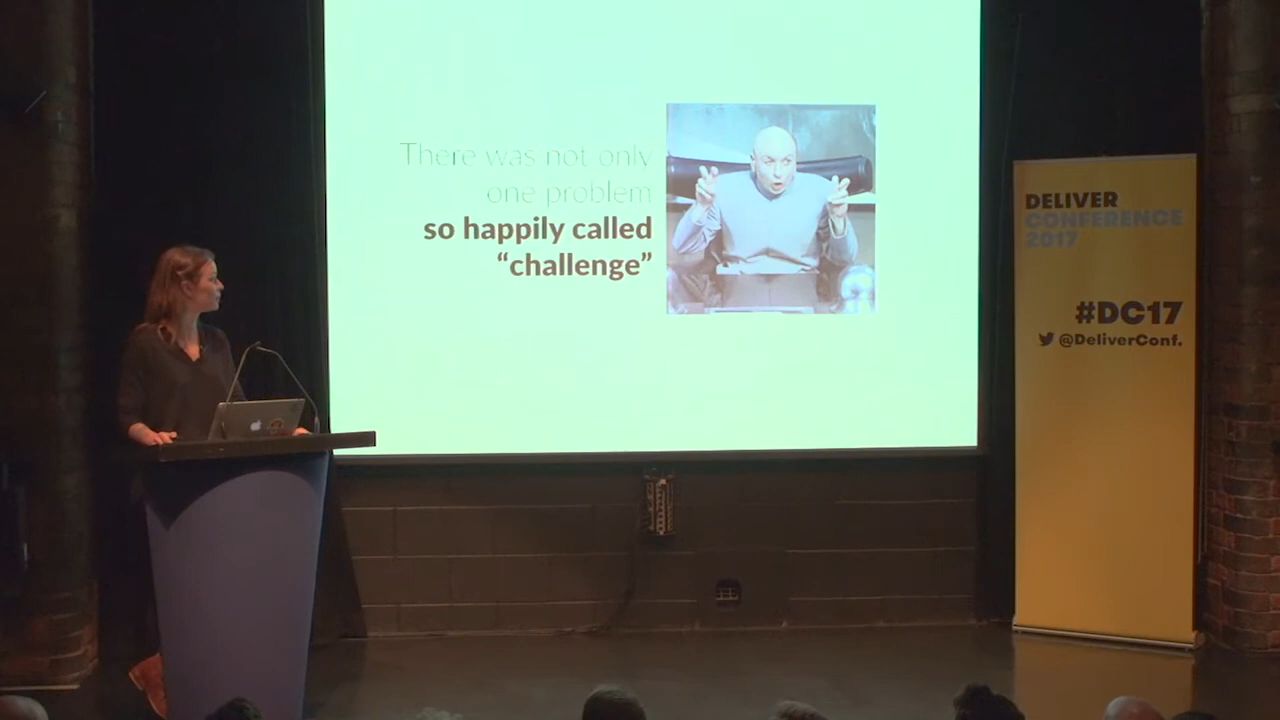 There was not only
one problem
so happily called
“challenge”
DELIVER
CONFERENCE
2017
#DC17
@DeliverConf.